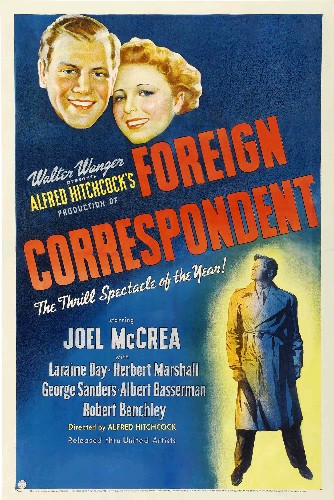 Walter Wanger
PRESENTS
ALFRED HITCHCOCK'S
PRODUCTION OF
FOREIGN
CORRESPONDENT
The Thrill Spectacle of the Year!
starring
JOEL McCREA
with
Laraine Day · Herbert Marshall
George Sanders · Albert Basserman
Robert Benchley
Directed by ALFRED HITCHCOCK
Released thru United Artists